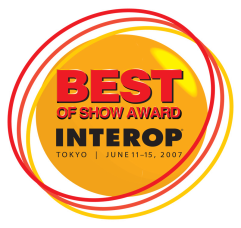 BEST
OF SHOW AWARD
INTEROP
TOKYO | JUNE 11–15, 2007